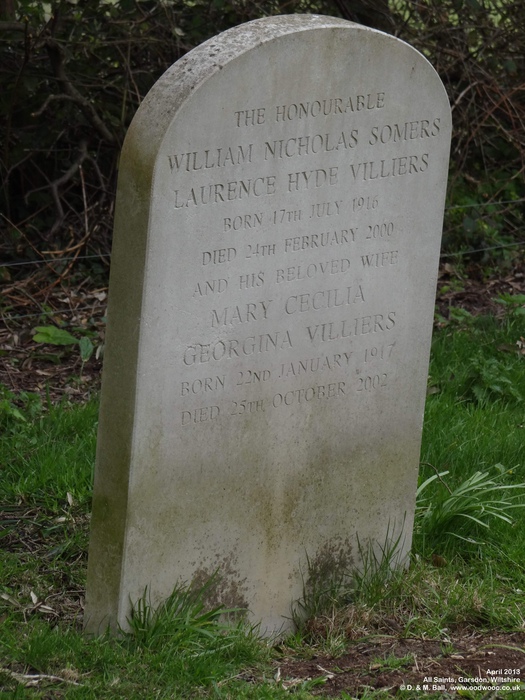 THE HONOURABLE
WILLIAM NICHOLAS SOMERS
LAURENCE HYDE VILLIERS
BORN 17TH JULY 1916
DIED 24TH FEBRUARY 2000
AND HIS BELOVED WIFE
MARY CECILIA
GEORGINA VILLIERS
BORN 22ND JANUARY 1917
DIED 25TH OCTOBER 2002
April 2013
All Saints, Garsdon, Wiltshire
© D. & M. Ball, www.oodwooc.co.uk